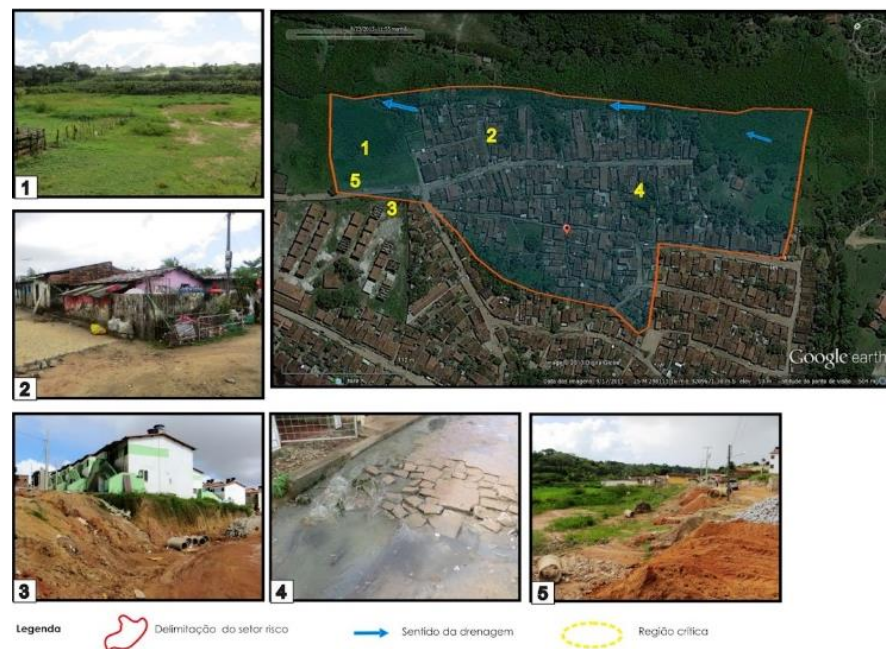 1
2
3
4
5
1
2
3
4
5
Google earth
Legenda
Delimitação do setor risco
Sentido da drenagem
Região crítica